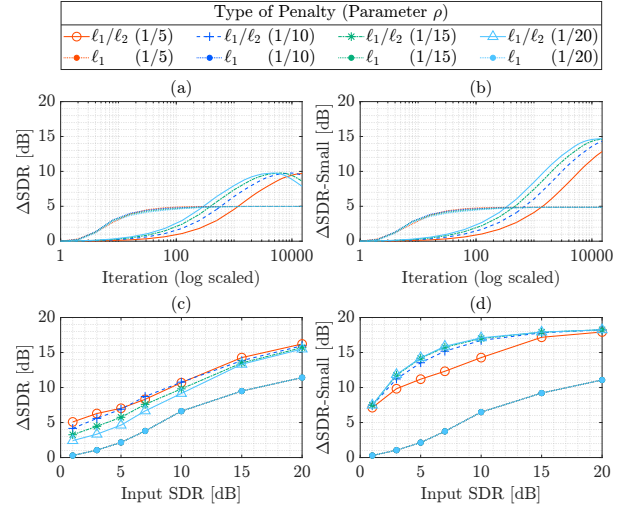 Type of Penalty (Parameter ρ)
ℓ₁/ℓ₂ (1/5) ℓ₁/ℓ₂ (1/10) ℓ₁/ℓ₂ (1/15) ℓ₁/ℓ₂ (1/20)
ℓ₁ (1/5) ℓ₁ (1/10) ℓ₁ (1/15) ℓ₁ (1/20)
(a)
ΔSDR [dB]
20
15
10
5
0
1 100 10000
Iteration (log scaled)
(b)
ΔSDR-Small [dB]
20
15
10
5
0
1 100 10000
Iteration (log scaled)
(c)
ΔSDR [dB]
20
15
10
5
0
0 5 10 15 20
Input SDR [dB]
(d)
ΔSDR-Small [dB]
20
15
10
5
0
0 5 10 15 20
Input SDR [dB]